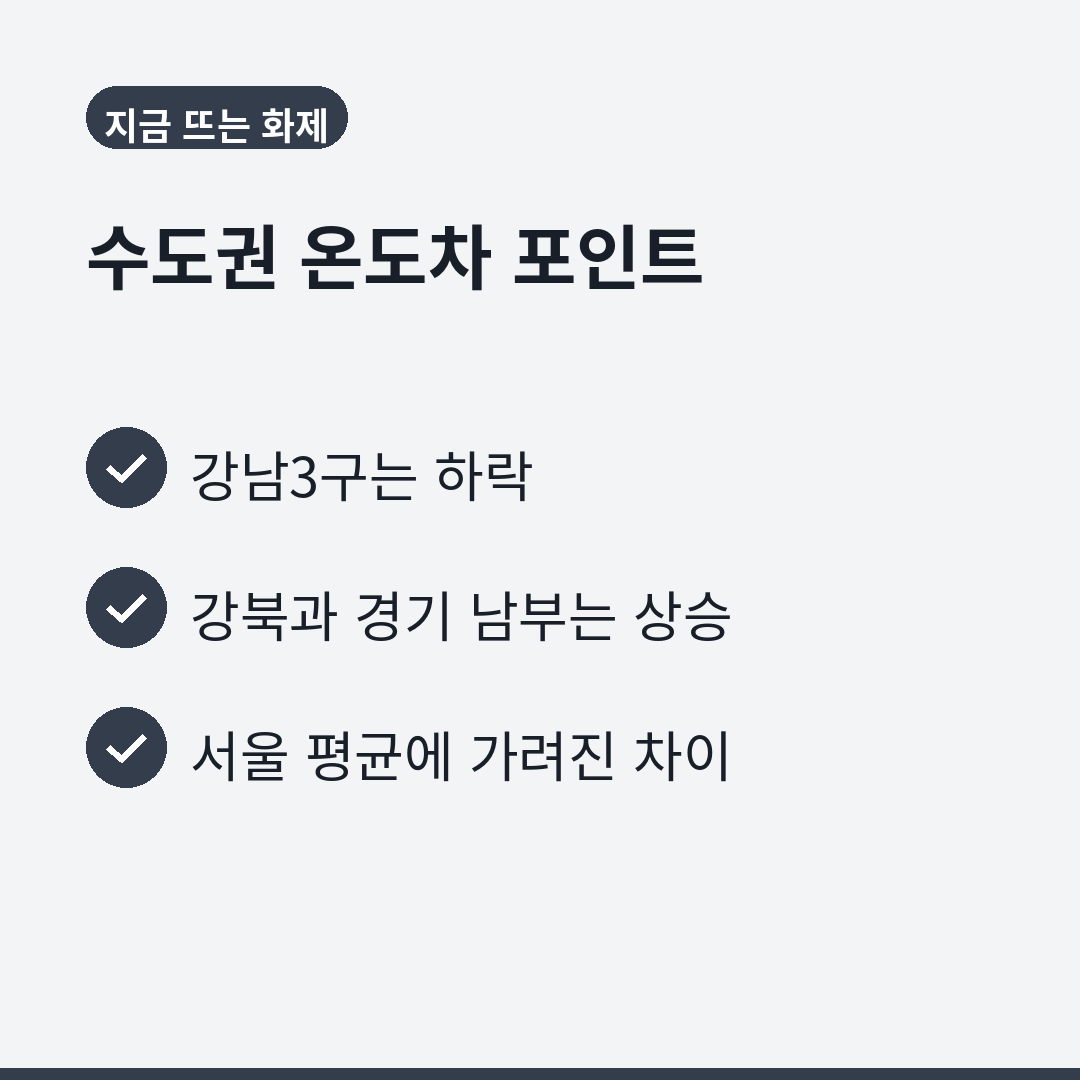 지금 뜨는 화제
수도권 온도차 포인트
강남3구는 하락
강북과 경기 남부는 상승
서울 평균에 가려진 차이